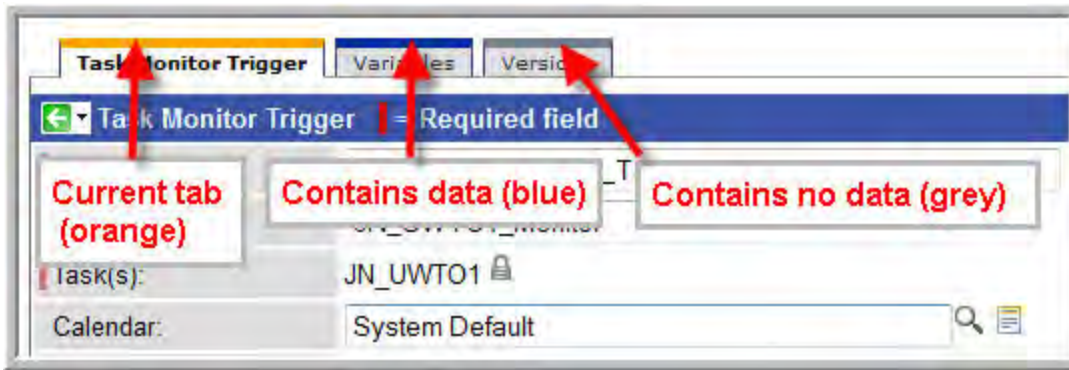 Task Monitor Trigger Variables Versions
Task Monitor Trigger = Required field
Current tab
(orange)
Contains data (blue)
Contains no data (grey)
Task(s): JN_UWTO1
Calendar: System Default